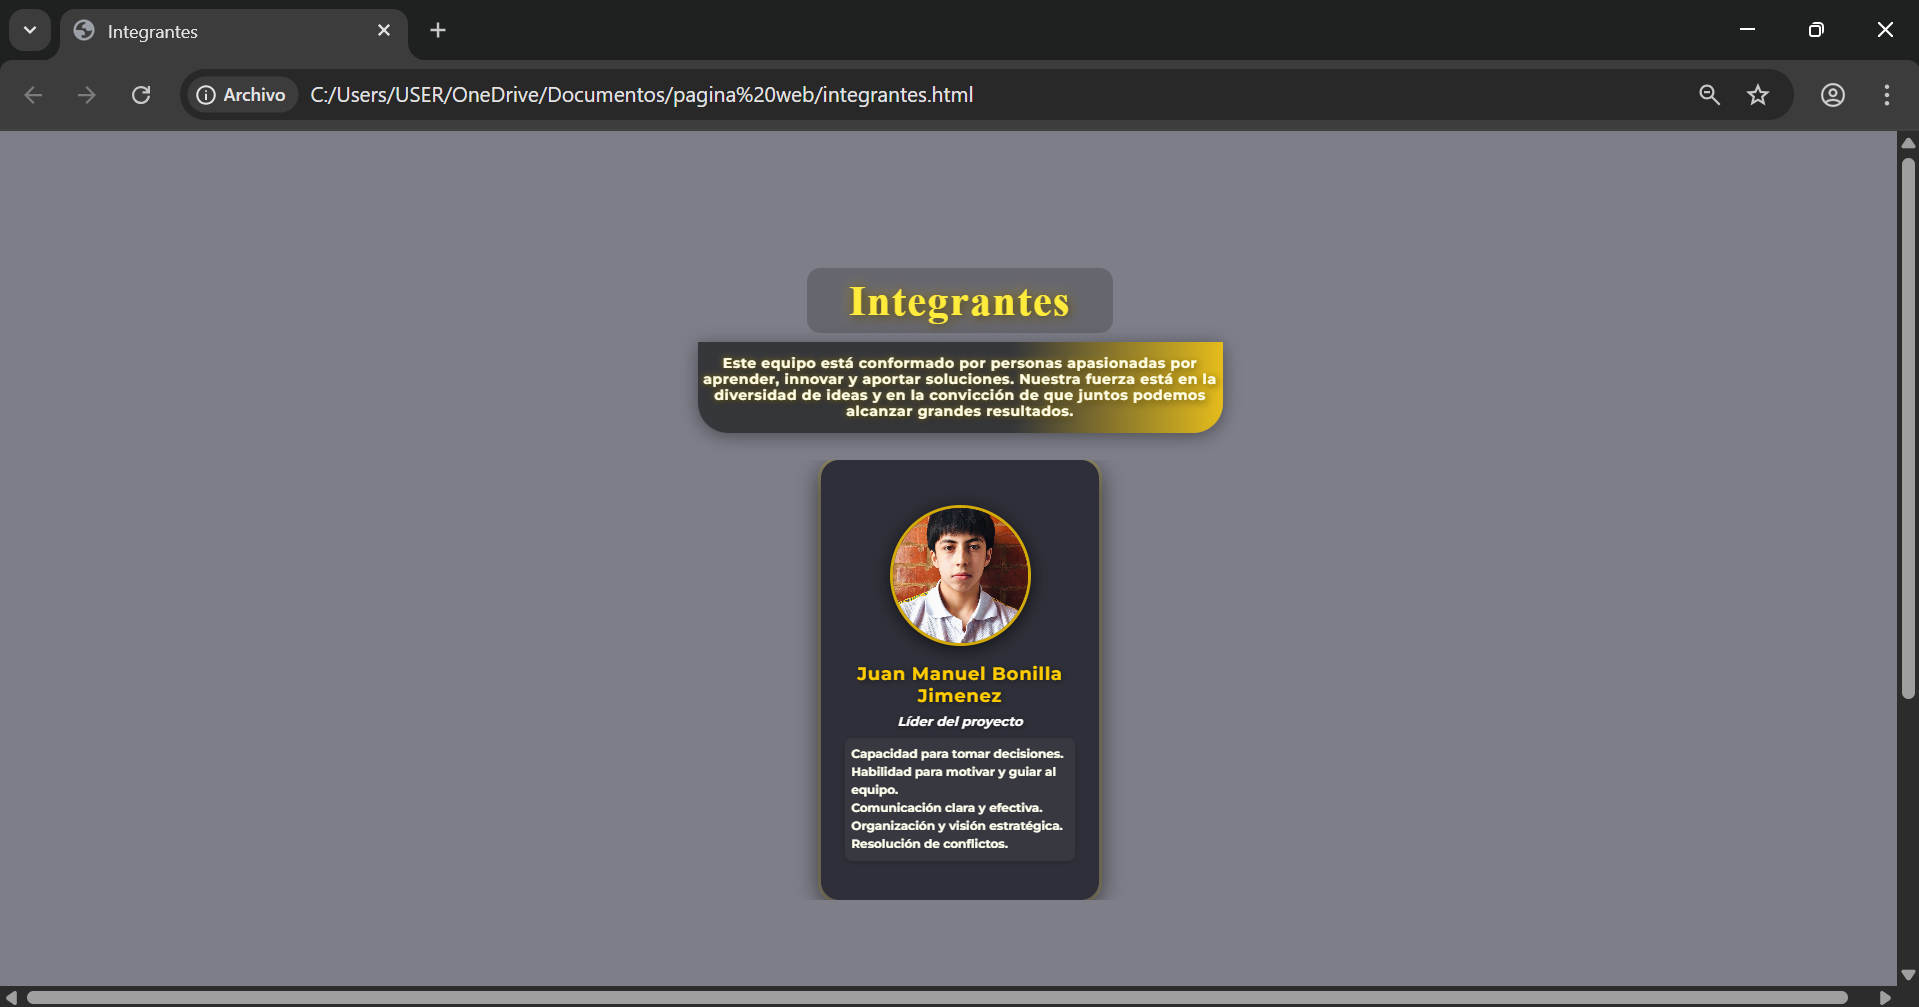 Integrantes
Archivo
C:/Users/USER/OneDrive/Documentos/pagina%20web/integrantes.html
Integrantes
Este equipo está conformado por personas apasionadas por
aprender, innovar y aportar soluciones. Nuestra fuerza está en la
diversidad de ideas y en la convicción de que juntos podemos
alcanzar grandes resultados.
Juan Manuel Bonilla
Jimenez
Líder del proyecto
Capacidad para tomar decisiones.
Habilidad para motivar y guiar al
equipo.
Comunicación clara y efectiva.
Organización y visión estratégica.
Resolución de conflictos.